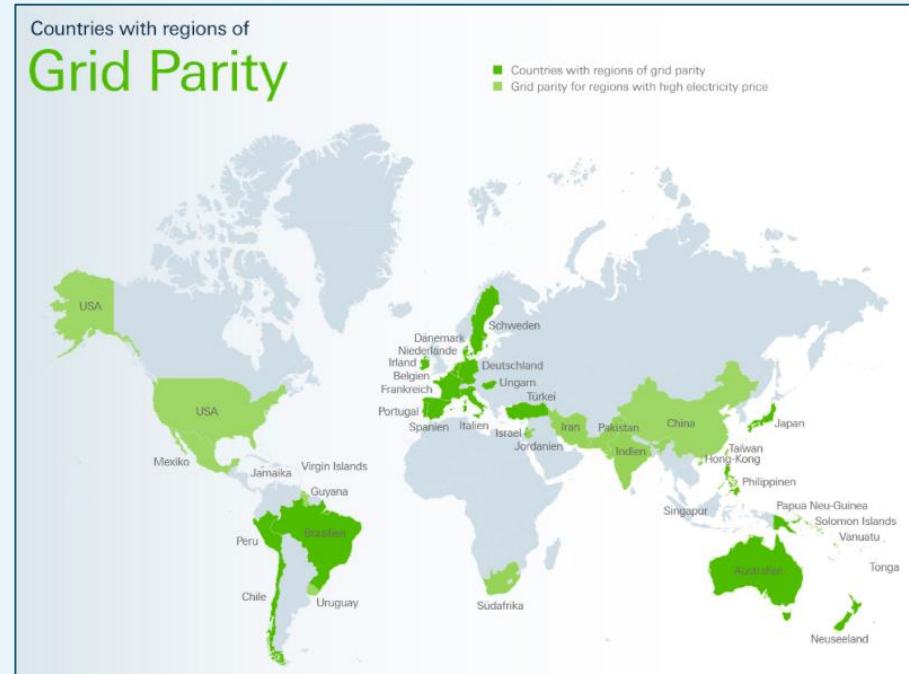 Countries with regions of
Grid Parity
Countries with regions of grid parity
Grid parity for regions with high electricity price
USA
USA
Mexiko
Jamaika
Virgin Islands
Guyana
Peru
Brasilien
Chile
Uruguay
Schweden
Dänemark
Niederlande
Irland
Deutschland
Belgien
Ungarn
Frankreich
Türkei
Portugal
Spanien
Italien
Israel
Jordanien
Iran
Pakistan
Indien
China
Japan
Taiwan
Hong-Kong
Philippinen
Singapur
Papua Neu-Guinea
Solomon Islands
Vanuatu
Tonga
Australien
Südafrika
Neuseeland